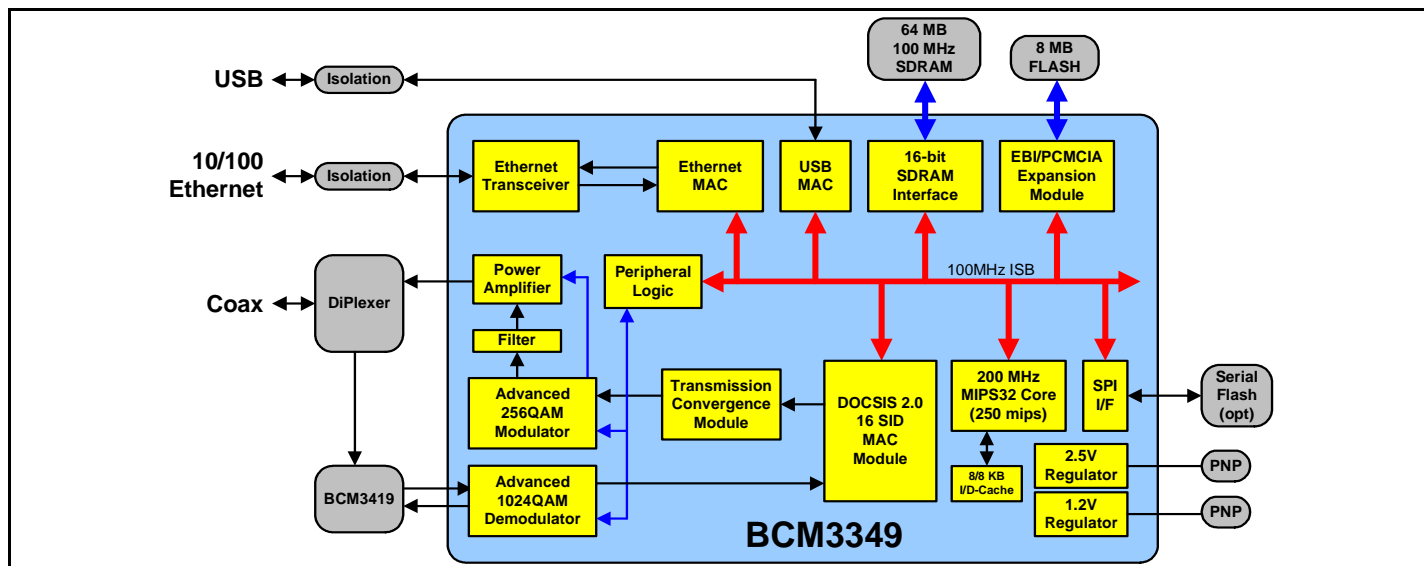 64 MB
100 MHz
SDRAM
8 MB
FLASH
USB
Isolation
10/100
Ethernet
Isolation
Ethernet
Transceiver
Ethernet
MAC
USB
MAC
16-bit
SDRAM
Interface
EBI/PCMCIA
Expansion
Module
100MHz ISB
Coax
DiPlexer
Power
Amplifier
Peripheral
Logic
Filter
Advanced
256QAM
Modulator
Transmission
Convergence
Module
DOCSIS 2.0
16 SID
MAC
Module
200 MHz
MIPS32 Core
(250 mips)
SPI
I/F
Serial
Flash
(opt)
8/8 KB
I/D-Cache
2.5V
Regulator
PNP
BCM3419
Advanced
1024QAM
Demodulator
1.2V
Regulator
PNP
BCM3349